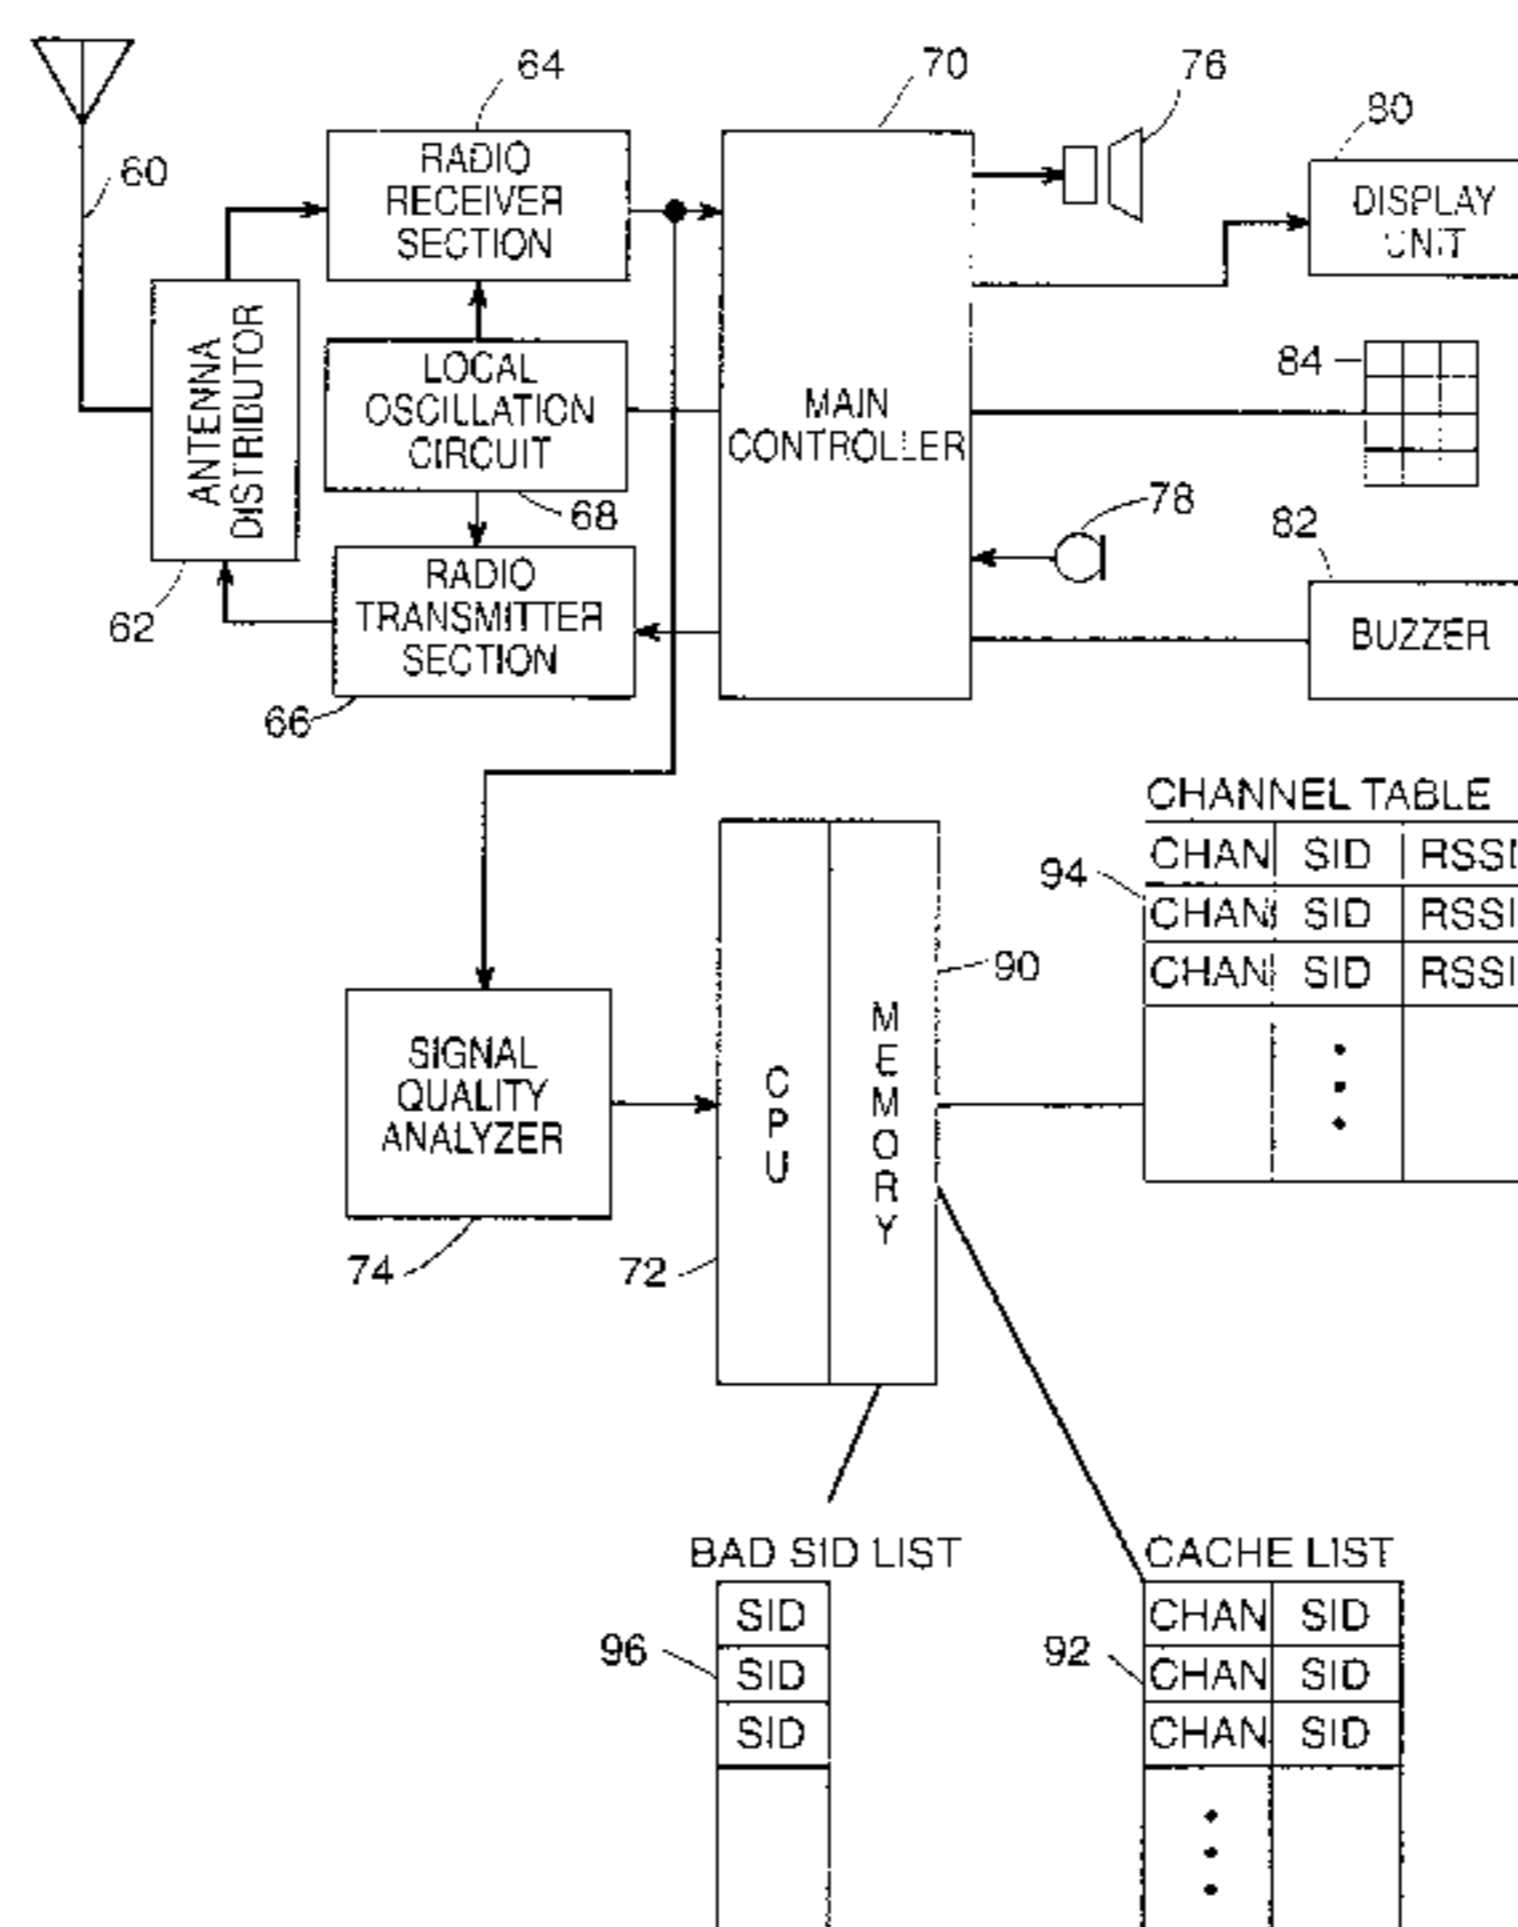 64
70
76
80
60
RADIO
RECEIVER
SECTION
DISPLAY
UNIT
ANTENNA
DISTRIBUTOR
LOCAL
OSCILLATION
CIRCUIT
MAIN
CONTROLLER
84
68
78
82
62
RADIO
TRANSMITTER
SECTION
BUZZER
66
CHANNEL TABLE
CHAN SID RSSI
94
CHAN SID RSSI
CHAN SID RSSI
90
SIGNAL
QUALITY
ANALYZER
CPU
MEMORY
74
72
BAD SID LIST
CACHE LIST
SID
CHAN SID
96
92
SID
CHAN SID
SID
CHAN SID